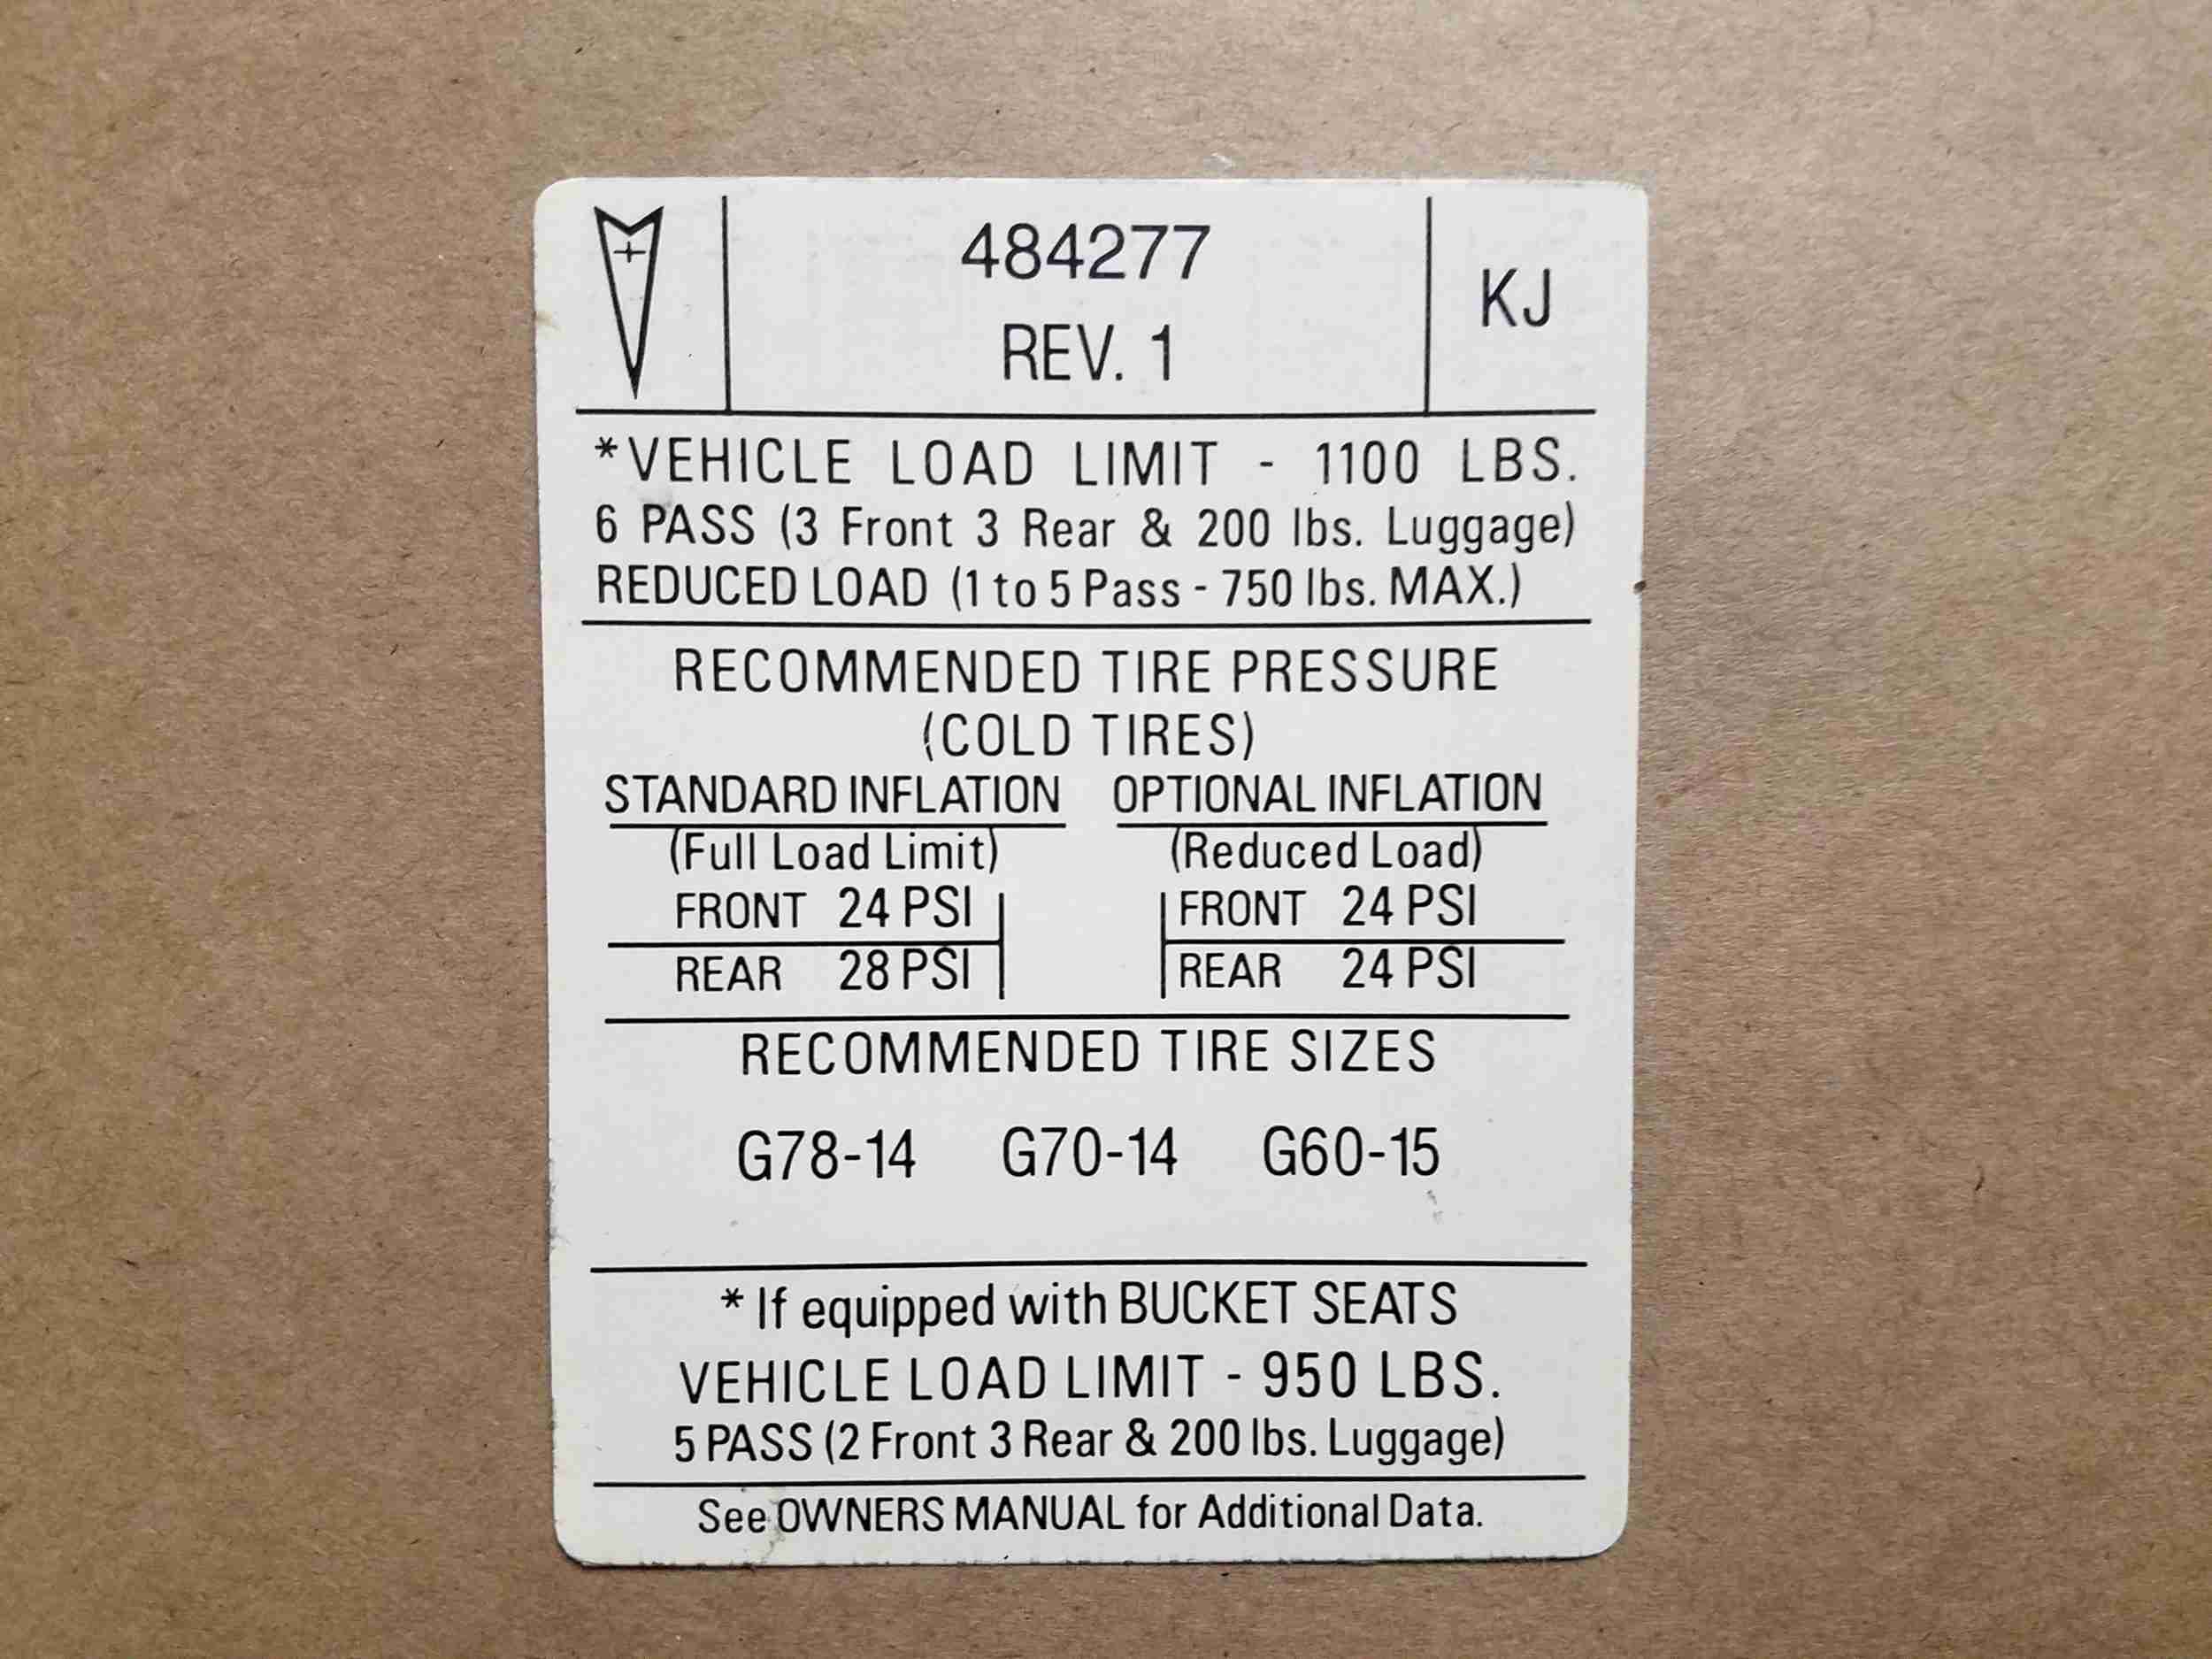 484277
REV. 1
KJ
*VEHICLE LOAD LIMIT - 1100 LBS.
6 PASS (3 Front 3 Rear & 200 lbs. Luggage)
REDUCED LOAD (1 to 5 Pass - 750 lbs. MAX.)
RECOMMENDED TIRE PRESSURE
(COLD TIRES)
STANDARD INFLATION OPTIONAL INFLATION
(Full Load Limit) (Reduced Load)
FRONT 24 PSI FRONT 24 PSI
REAR 28 PSI REAR 24 PSI
RECOMMENDED TIRE SIZES
G78-14 G70-14 G60-15
* If equipped with BUCKET SEATS
VEHICLE LOAD LIMIT - 950 LBS.
5 PASS (2 Front 3 Rear & 200 lbs. Luggage)
See OWNERS MANUAL for Additional Data.